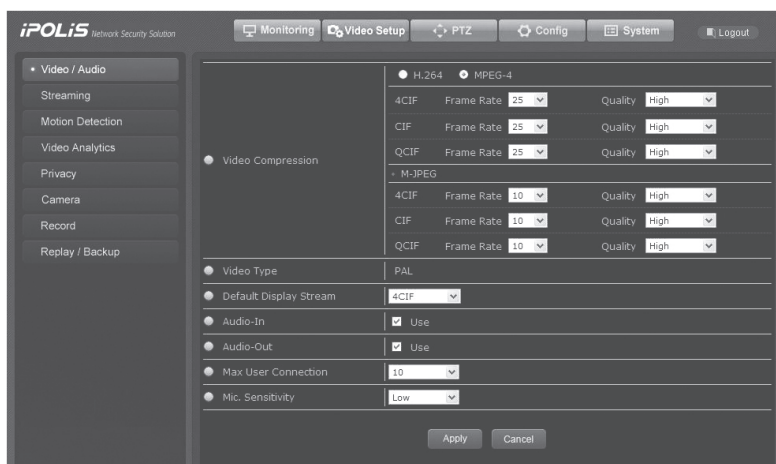 iPOLiS Network Security Solution
Monitoring Video Setup PTZ Config System Logout
Video / Audio
Streaming
Motion Detection
Video Analytics
Privacy
Camera
Record
Replay / Backup
Video Compression
H.264 MPEG-4
4CIF Frame Rate 25 Quality High
CIF Frame Rate 25 Quality High
QCIF Frame Rate 25 Quality High
M-JPEG
4CIF Frame Rate 10 Quality High
CIF Frame Rate 10 Quality High
QCIF Frame Rate 10 Quality High
Video Type PAL
Default Display Stream 4CIF
Audio-In Use
Audio-Out Use
Max User Connection 10
Mic. Sensitivity Low
Apply Cancel